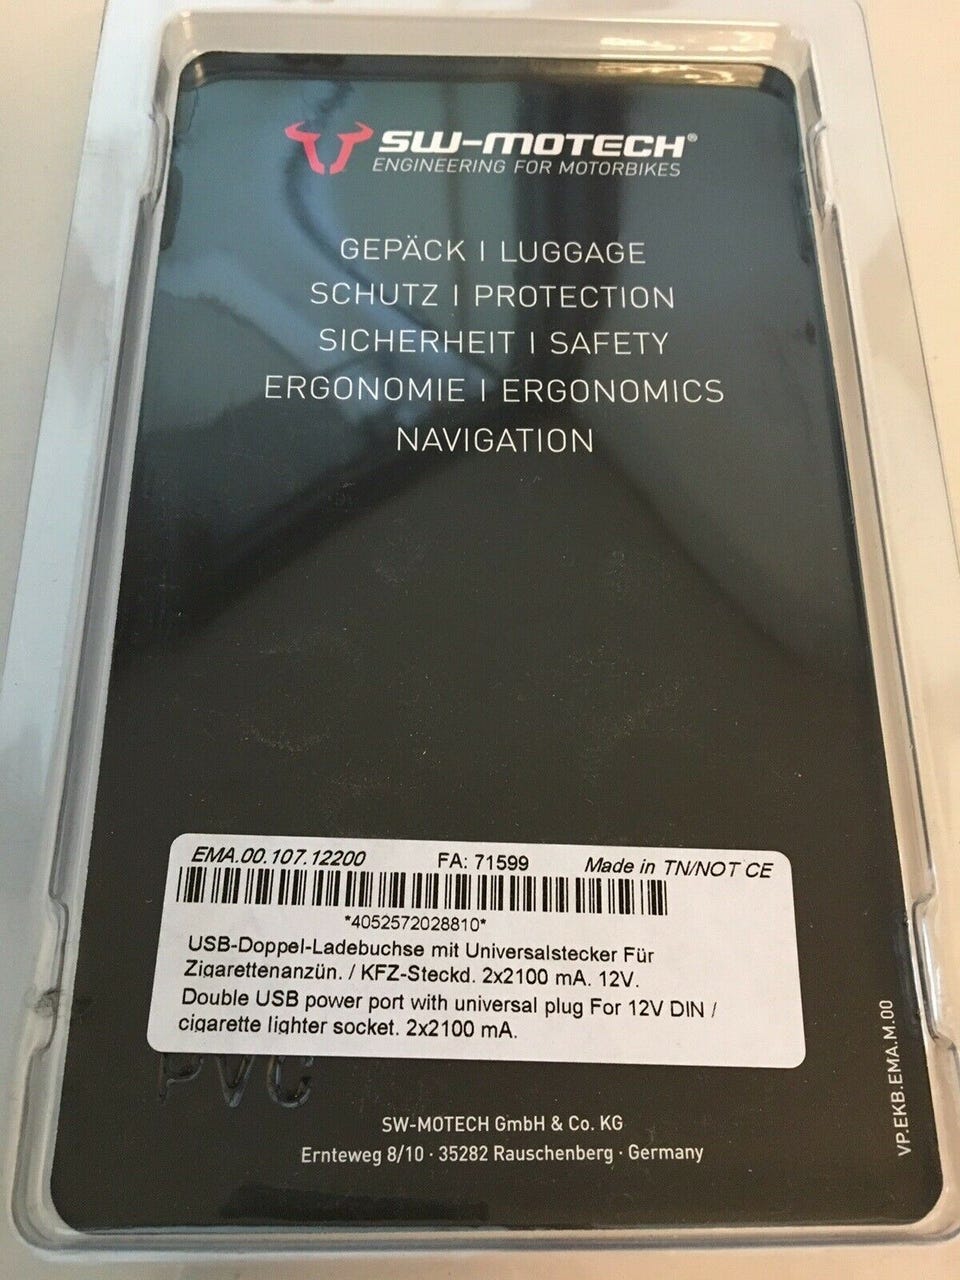 SW-MOTECH®
ENGINEERING FOR MOTORBIKES
GEPÄCK | LUGGAGE
SCHUTZ | PROTECTION
SICHERHEIT | SAFETY
ERGONOMIE | ERGONOMICS
NAVIGATION
EMA.00.107.12200 FA: 71599 Made in TN/NOT CE
*4052572028810*
USB-Doppel-Ladebuchse mit Universalstecker Für
Zigarettenanzün. / KFZ-Steckd. 2x2100 mA. 12V.
Double USB power port with universal plug For 12V DIN /
cigarette lighter socket. 2x2100 mA.
PVC
SW-MOTECH GmbH & Co. KG
Ernteweg 8/10 · 35282 Rauschenberg · Germany
VP.EKB.EMA.M.00